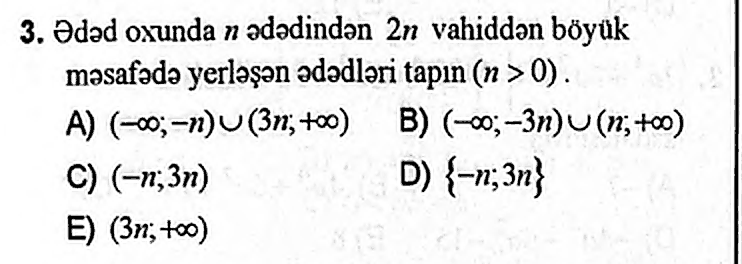 3. Ədəd oxunda n ədədindən 2n vahiddən böyük
məsafədə yerləşən ədədləri tapın (n > 0).
A) (−∞;−n)∪(3n;+∞) B) (−∞;−3n)∪(n;+∞)
C) (−n;3n) D) {−n;3n}
E) (3n;+∞)